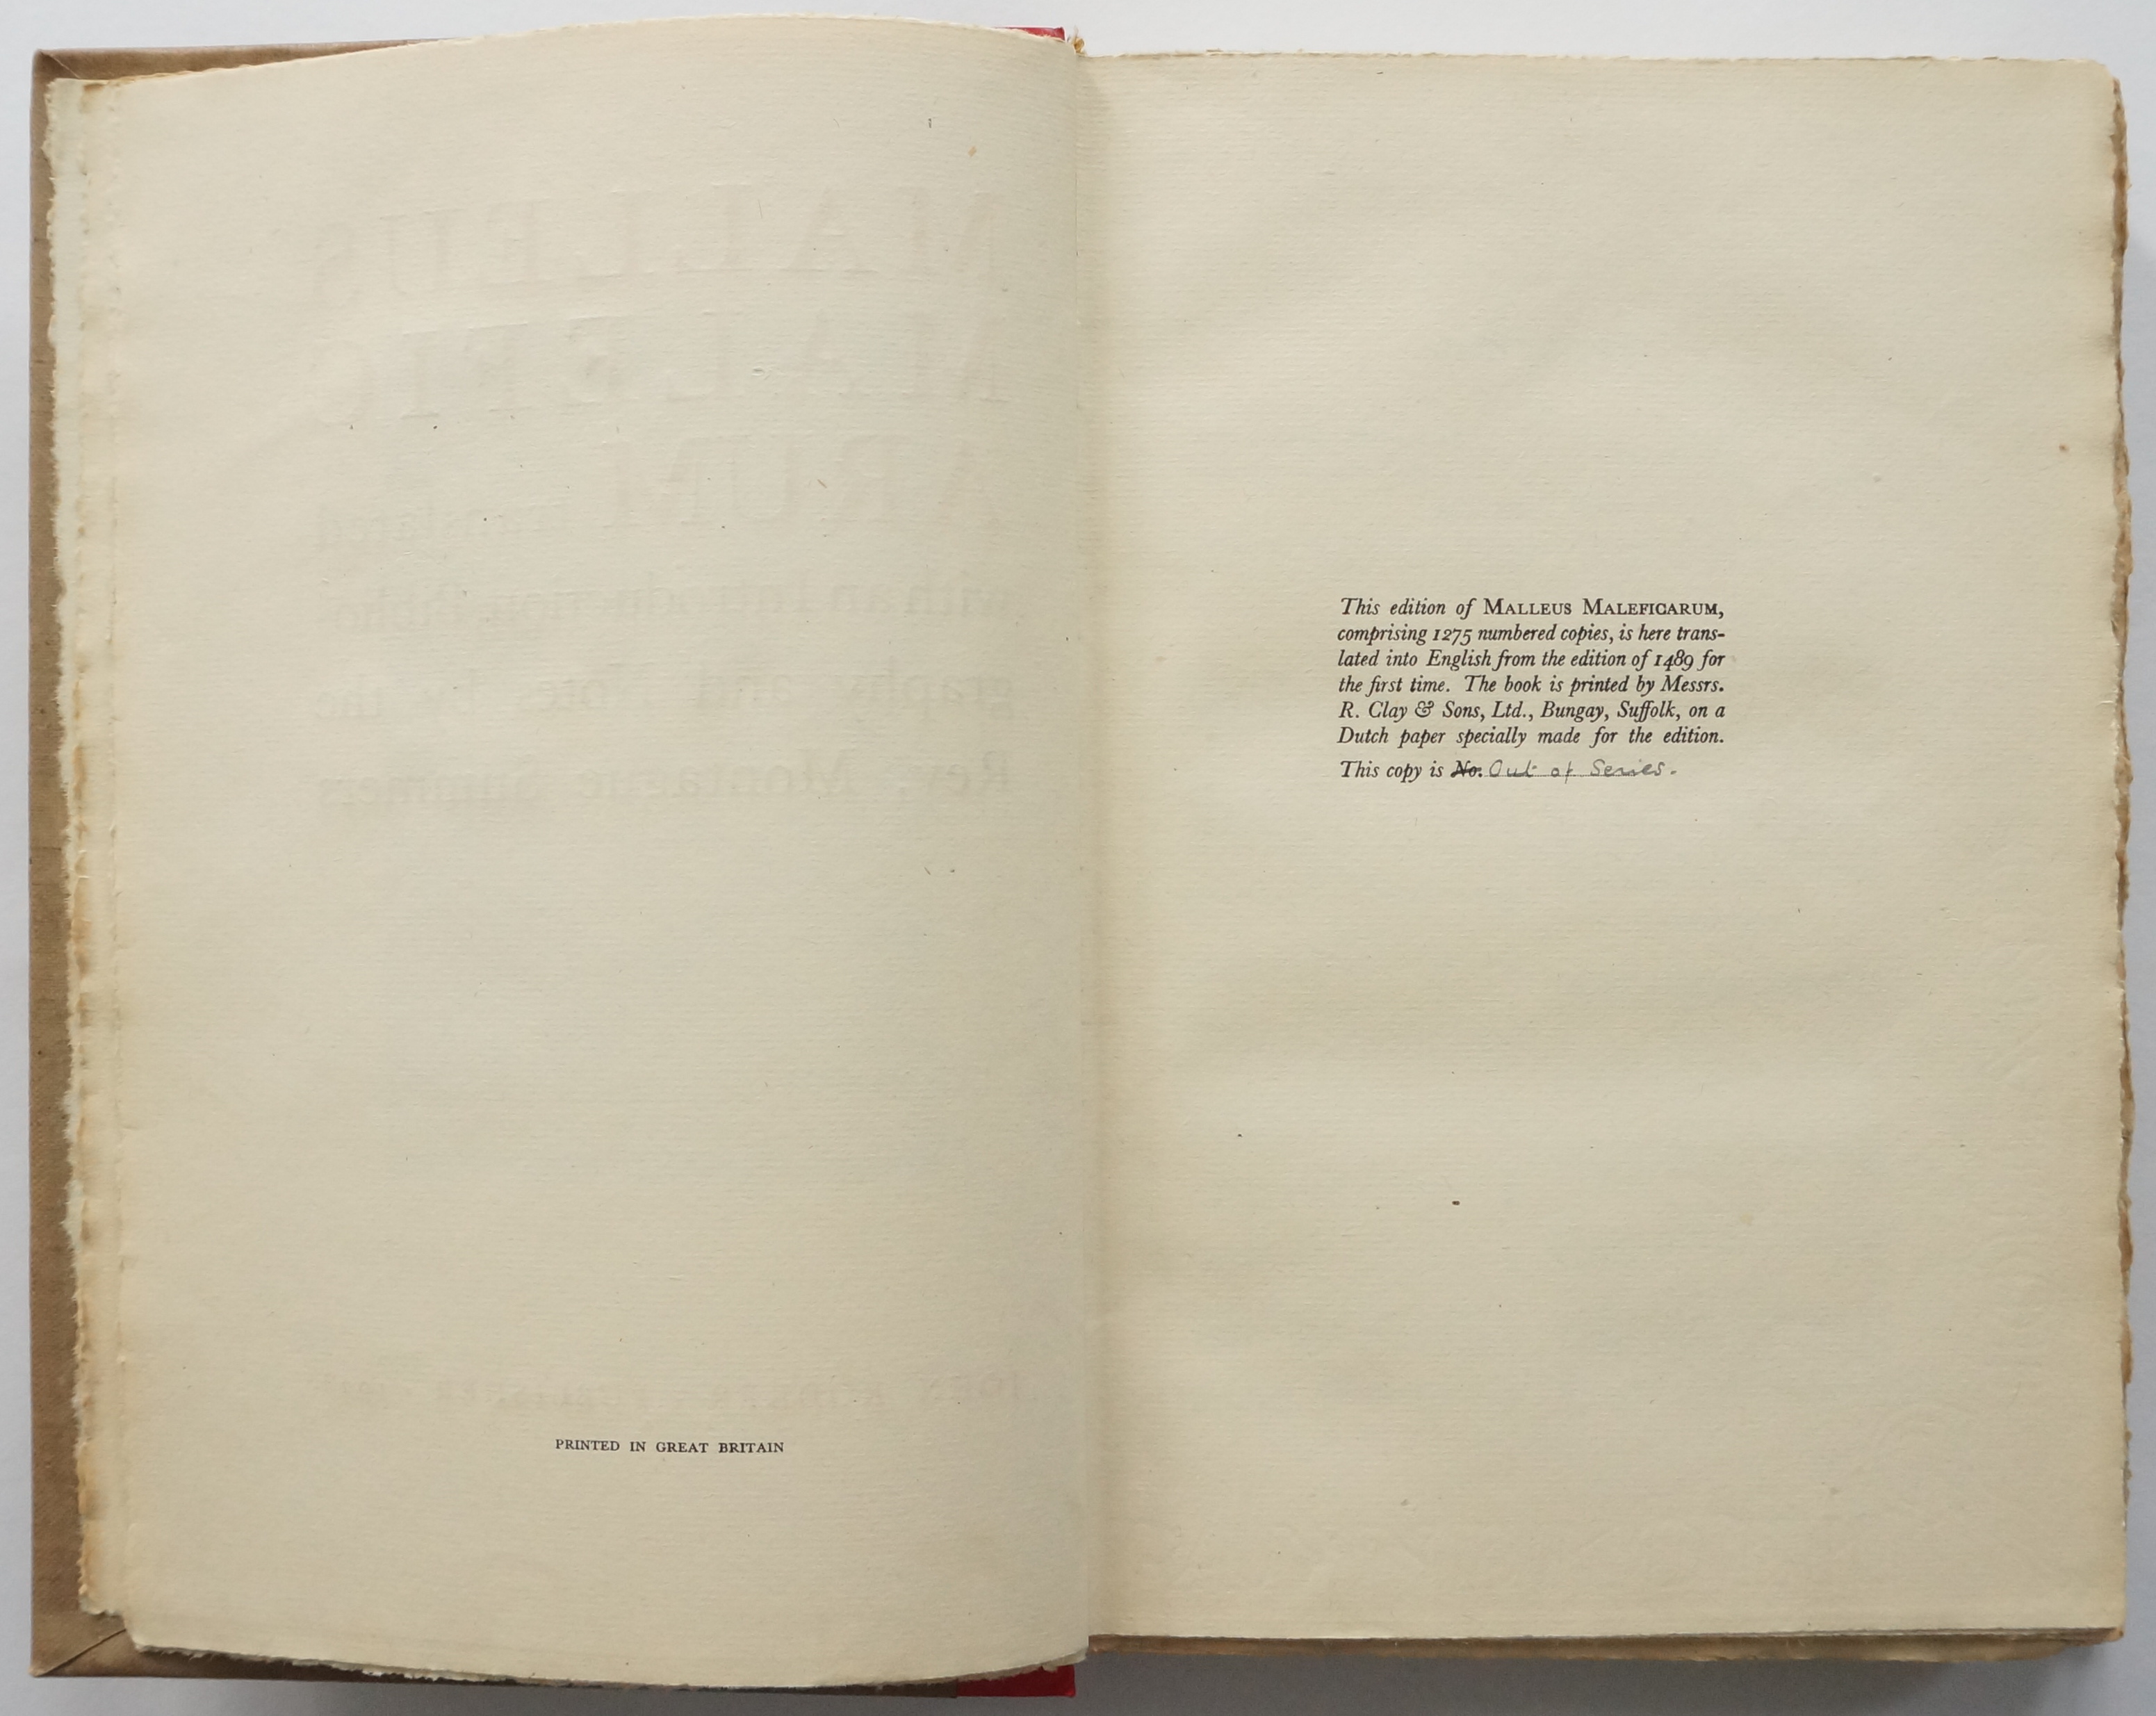 PRINTED IN GREAT BRITAIN
This edition of MALLEUS MALEFICARUM,
comprising 1275 numbered copies, is here trans-
lated into English from the edition of 1489 for
the first time. The book is printed by Messrs.
R. Clay & Sons, Ltd., Bungay, Suffolk, on a
Dutch paper specially made for the edition.
This copy is No. Out of Series.